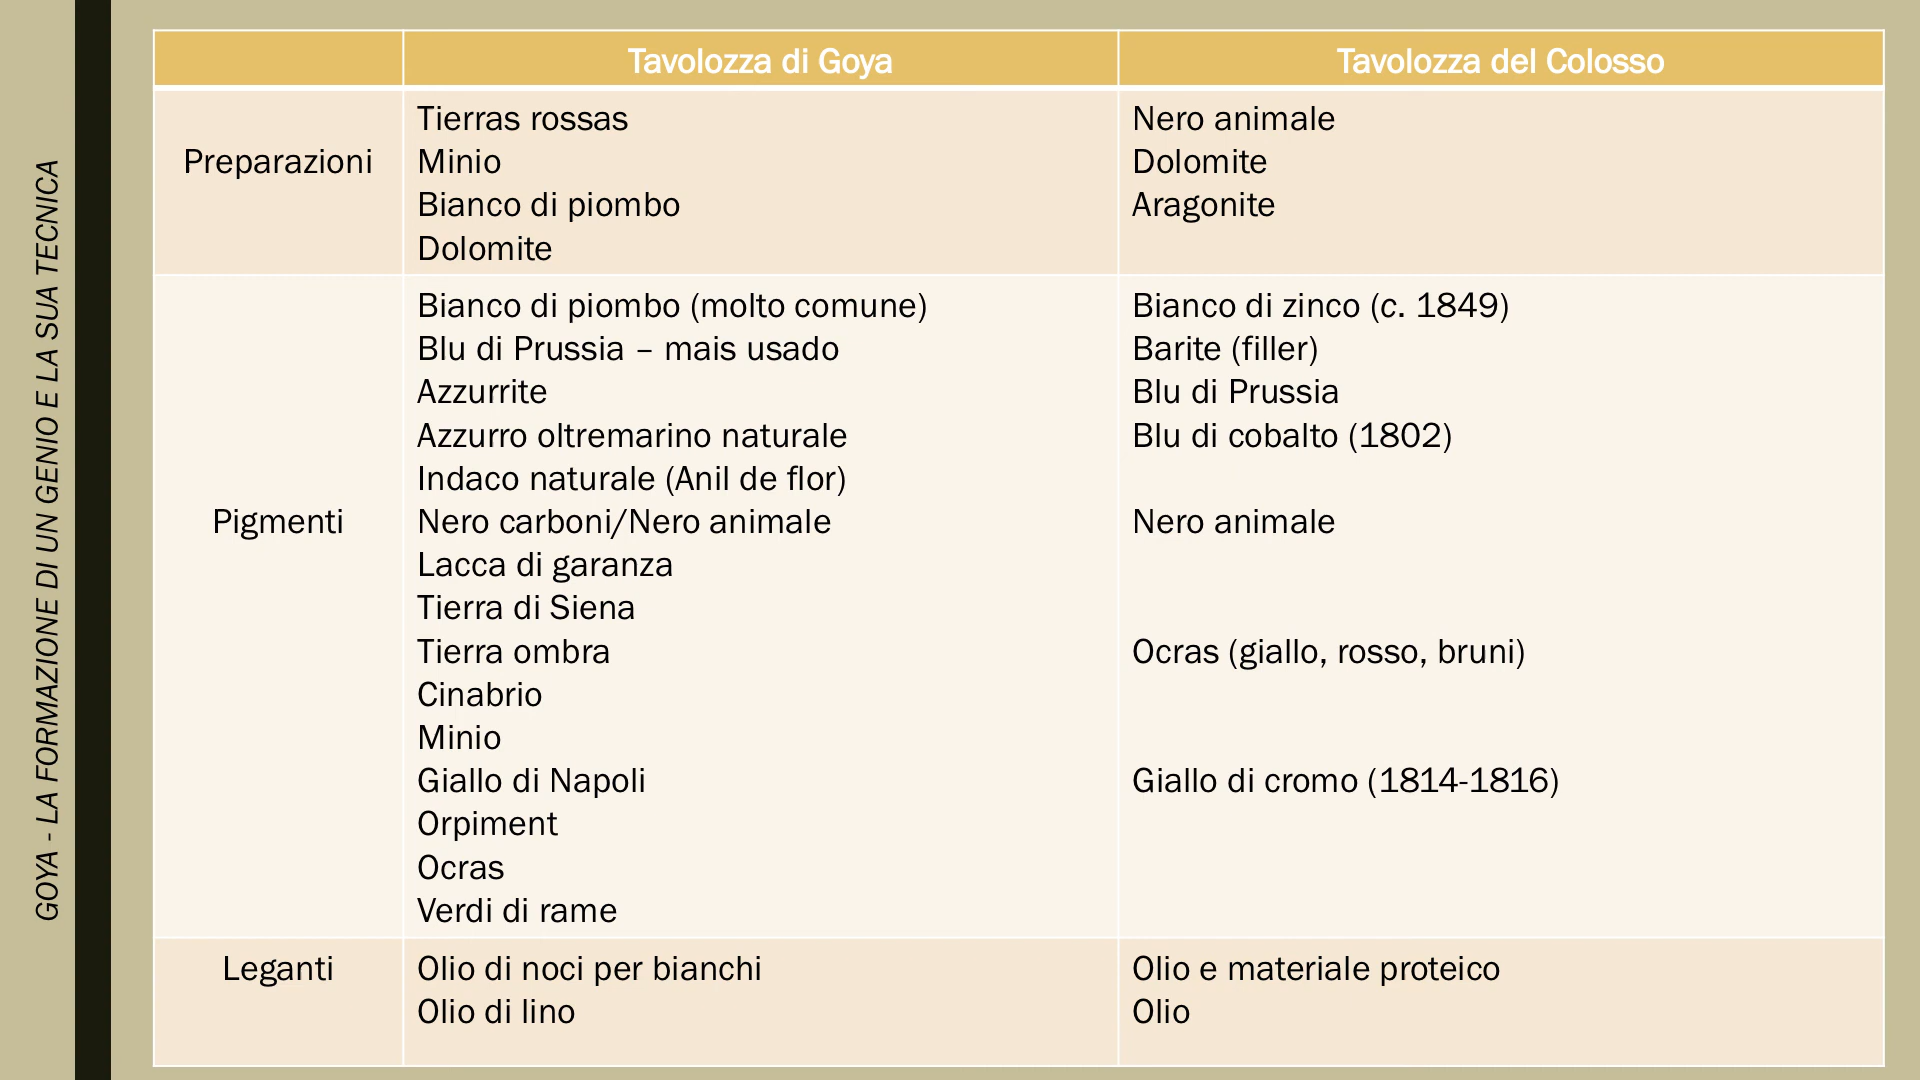 GOYA - LA FORMAZIONE DI UN GENIO E LA SUA TECNICA
Tavolozza di Goya
Tavolozza del Colosso
Preparazioni
Tierras rossas
Minio
Bianco di piombo
Dolomite
Nero animale
Dolomite
Aragonite
Pigmenti
Bianco di piombo (molto comune)
Blu di Prussia – mais usado
Azzurrite
Azzurro oltremarino naturale
Indaco naturale (Anil de flor)
Nero carboni/Nero animale
Lacca di garanza
Tierra di Siena
Tierra ombra
Cinabrio
Minio
Giallo di Napoli
Orpiment
Ocras
Verdi di rame
Bianco di zinco (c. 1849)
Barite (filler)
Blu di Prussia
Blu di cobalto (1802)
Nero animale
Ocras (giallo, rosso, bruni)
Giallo di cromo (1814-1816)
Leganti
Olio di noci per bianchi
Olio di lino
Olio e materiale proteico
Olio